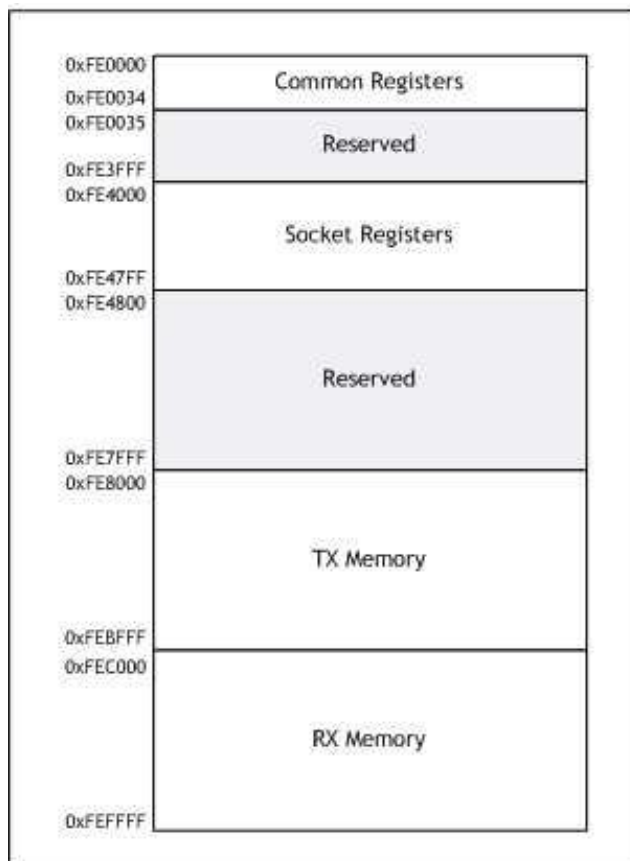 0xFE0000
Common Registers
0xFE0034
0xFE0035
Reserved
0xFE3FFF
0xFE4000
Socket Registers
0xFE47FF
0xFE4800
Reserved
0xFE7FFF
0xFE8000
TX Memory
0xFEBFFF
0xFEC000
RX Memory
0xFEFFFF